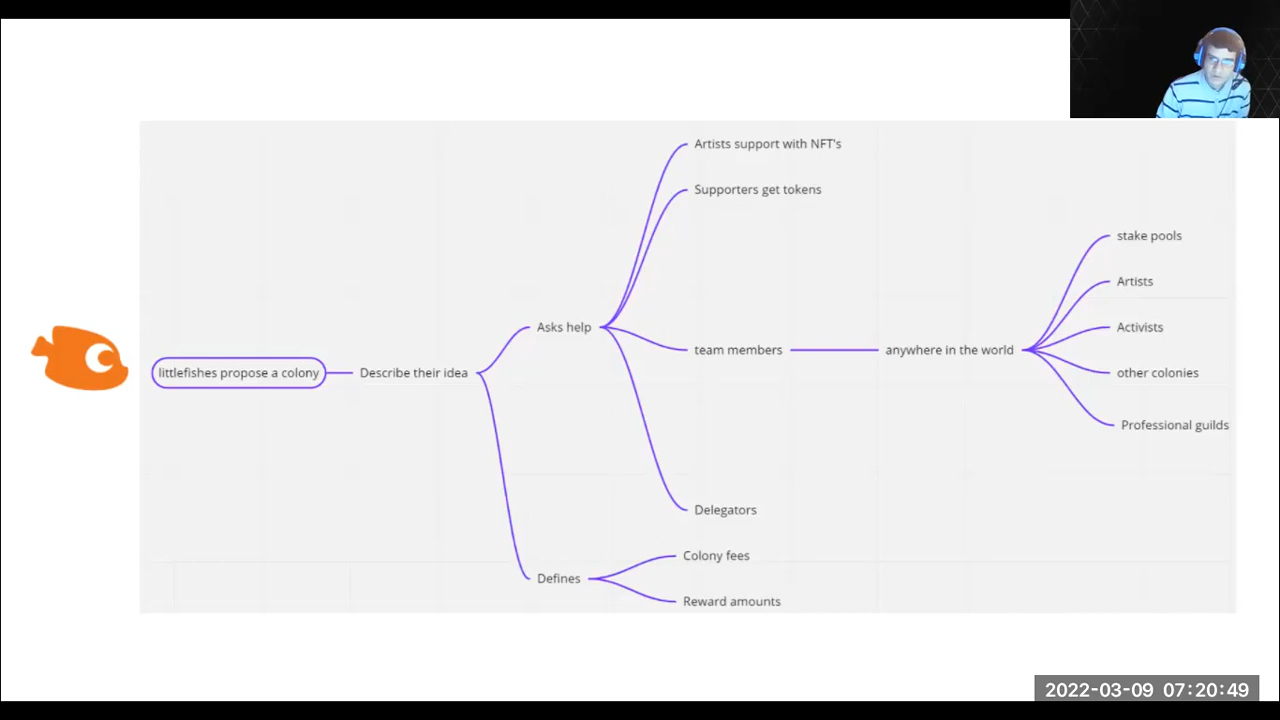 Artists support with NFT's
Supporters get tokens
stake pools
Artists
Asks help
Activists
team members
anywhere in the world
littlefishes propose a colony
Describe their idea
other colonies
Professional guilds
Delegators
Colony fees
Defines
Reward amounts
2022-03-09 07:20:49